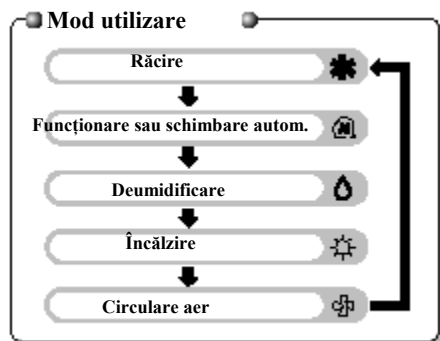 Mod utilizare
Răcire
Funcționare sau schimbare autom.
Deumidificare
Încălzire
Circulare aer